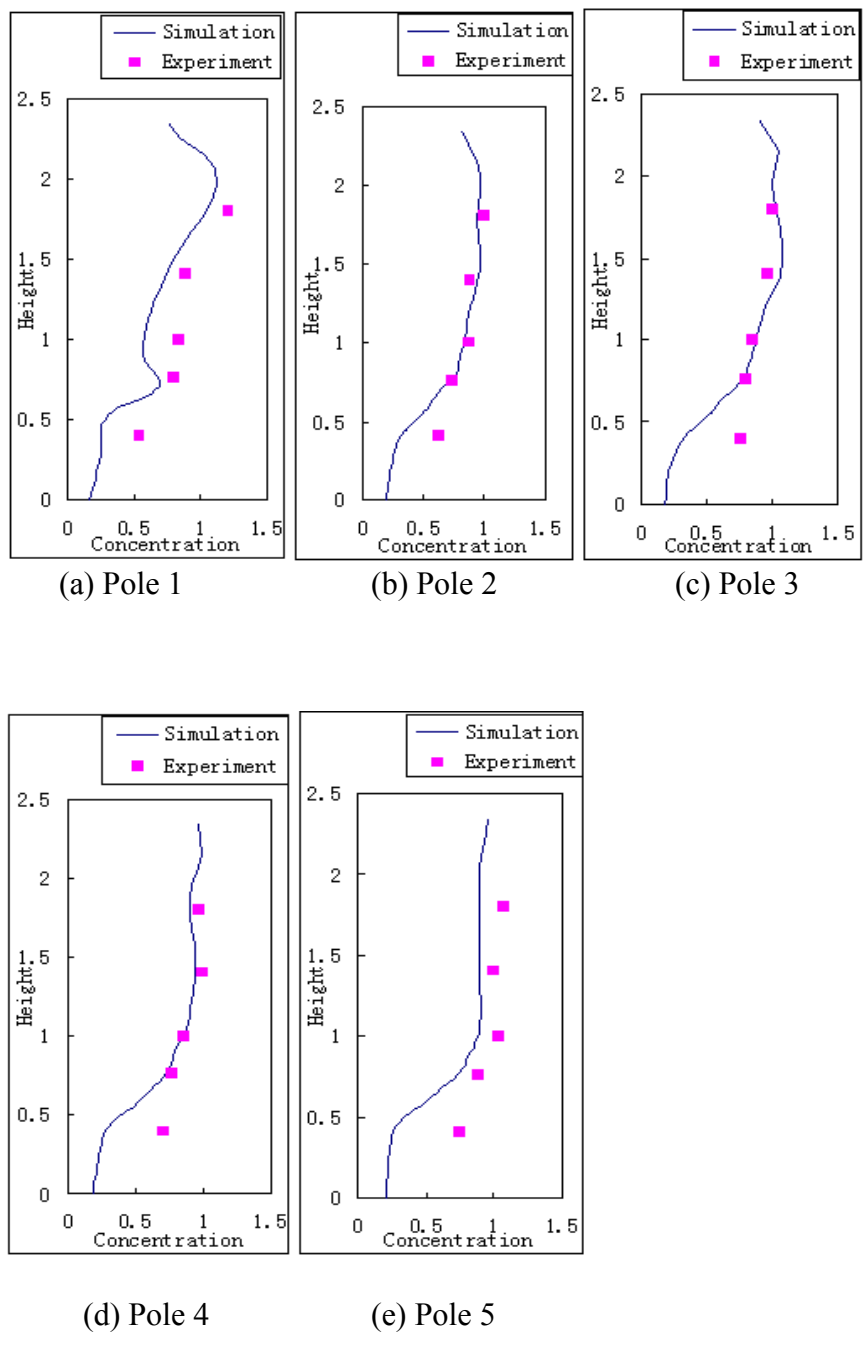 Simulation
Experiment
2.5
2
1.5
1
0.5
0
Height
0 0.5 1 1.5
Concentration
(a) Pole 1
Simulation
Experiment
2.5
2
1.5
1
0.5
0
Height
0 0.5 1 1.5
Concentration
(b) Pole 2
Simulation
Experiment
2.5
2
1.5
1
0.5
0
Height
0 0.5 1 1.5
Concentration
(c) Pole 3
Simulation
Experiment
2.5
2
1.5
1
0.5
0
Height
0 0.5 1 1.5
Concentration
(d) Pole 4
Simulation
Experiment
2.5
2
1.5
1
0.5
0
Height
0 0.5 1 1.5
Concentration
(e) Pole 5